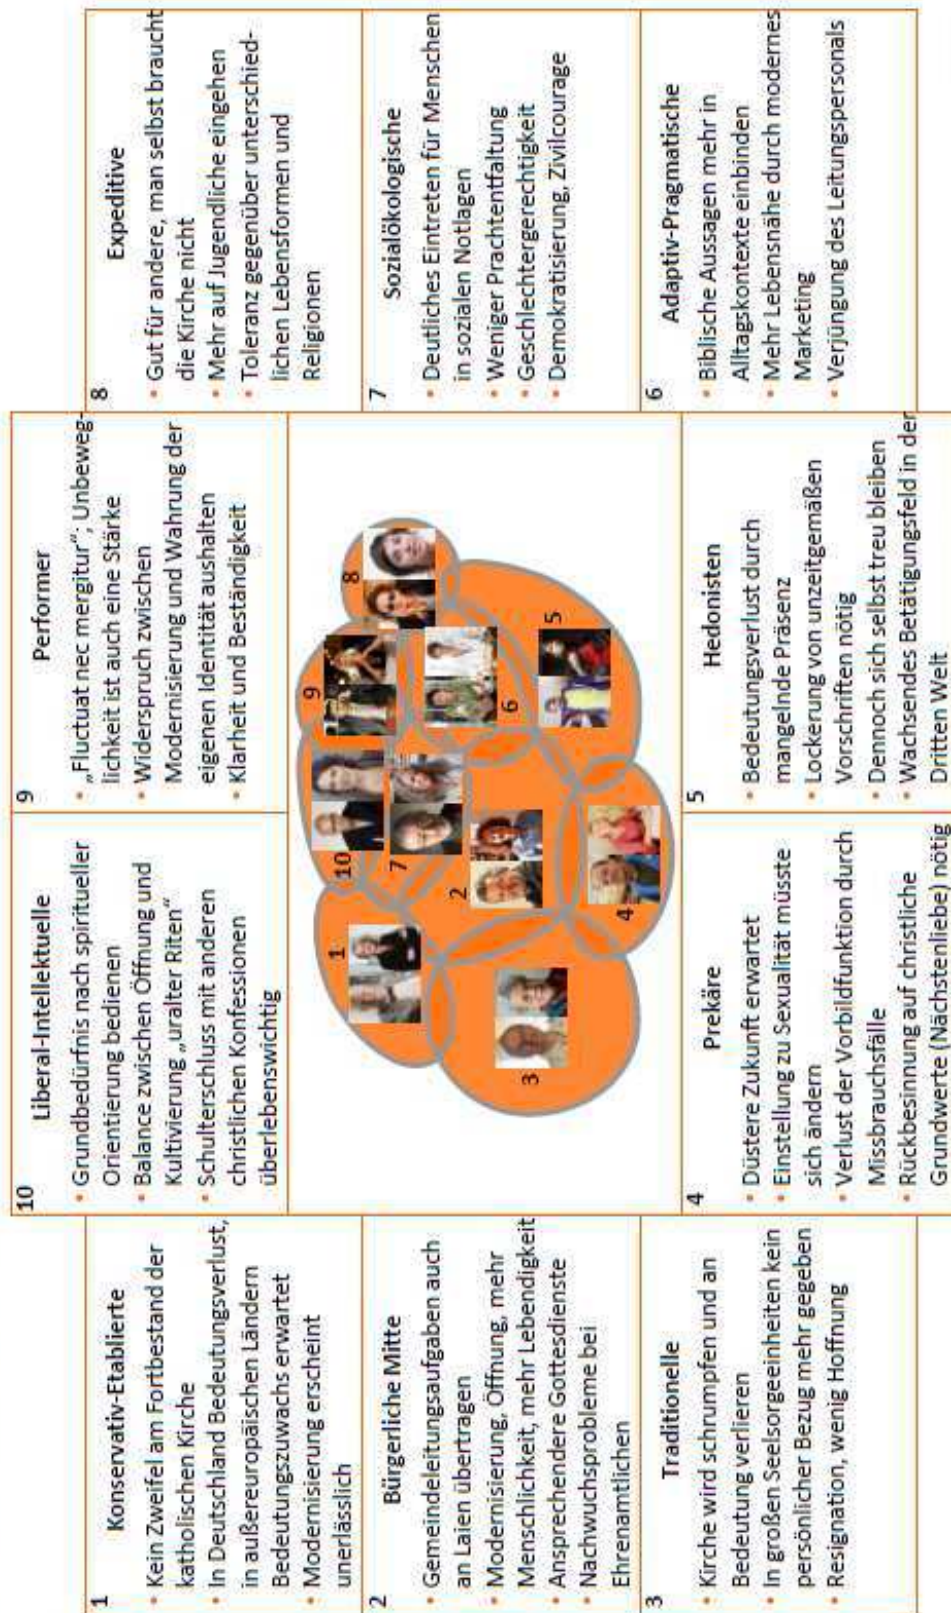 1
Konservativ-Etablierte
• Kein Zweifel am Fortbestand der
katholischen Kirche
• In Deutschland Bedeutungsverlust,
in außereuropäischen Ländern
Bedeutungszuwachs erwartet
• Modernisierung erscheint
unerlässlich
2
Bürgerliche Mitte
• Gemeindeleitungsaufgaben auch
an Laien übertragen
• Modernisierung, Öffnung, mehr
Menschlichkeit, mehr Lebendigkeit
• Ansprechendere Gottesdienste
• Nachwuchsprobleme bei
Ehrenamtlichen
3
Traditionelle
• Kirche wird schrumpfen und an
Bedeutung verlieren
• In großen Seelsorgeeinheiten kein
persönlicher Bezug mehr gegeben
• Resignation, wenig Hoffnung
10
Liberal-Intellektuelle
• Grundbedürfnis nach spiritueller
Orientierung bedienen
• Balance zwischen Öffnung und
Kultivierung „uralter Riten“
• Schulterschluss mit anderen
christlichen Konfessionen
überlebenswichtig
9
Performer
• „Fluctuat nec mergitur“; Unbeweg-
lichkeit ist auch eine Stärke
• Widerspruch zwischen
Modernisierung und Wahrung der
eigenen Identität aushalten
• Klarheit und Beständigkeit
1
10
9
8
7
2
3
4
6
5
4
Prekäre
• Düstere Zukunft erwartet
• Einstellung zu Sexualität müsste
sich ändern
• Verlust der Vorbildfunktion durch
Missbrauchsfälle
• Rückbesinnung auf christliche
Grundwerte (Nächstenliebe) nötig
5
Hedonisten
• Bedeutungsverlust durch
mangelnde Präsenz
• Lockerung von unzeitgemäßen
Vorschriften nötig
• Dennoch sich selbst treu bleiben
• Wachsendes Betätigungsfeld in der
Dritten Welt
8
Expeditive
• Gut für andere, man selbst braucht
die Kirche nicht
• Mehr auf Jugendliche eingehen
• Toleranz gegenüber unterschied-
lichen Lebensformen und
Religionen
7
Sozialökologische
• Deutliches Eintreten für Menschen
in sozialen Notlagen
• Weniger Prachtentfaltung
• Geschlechtergerechtigkeit
• Demokratisierung, Zivilcourage
6
Adaptiv-Pragmatische
• Biblische Aussagen mehr in
Alltagskontexte einbinden
• Mehr Lebensnähe durch modernes
Marketing
• Verjüngung des Leitungspersonals